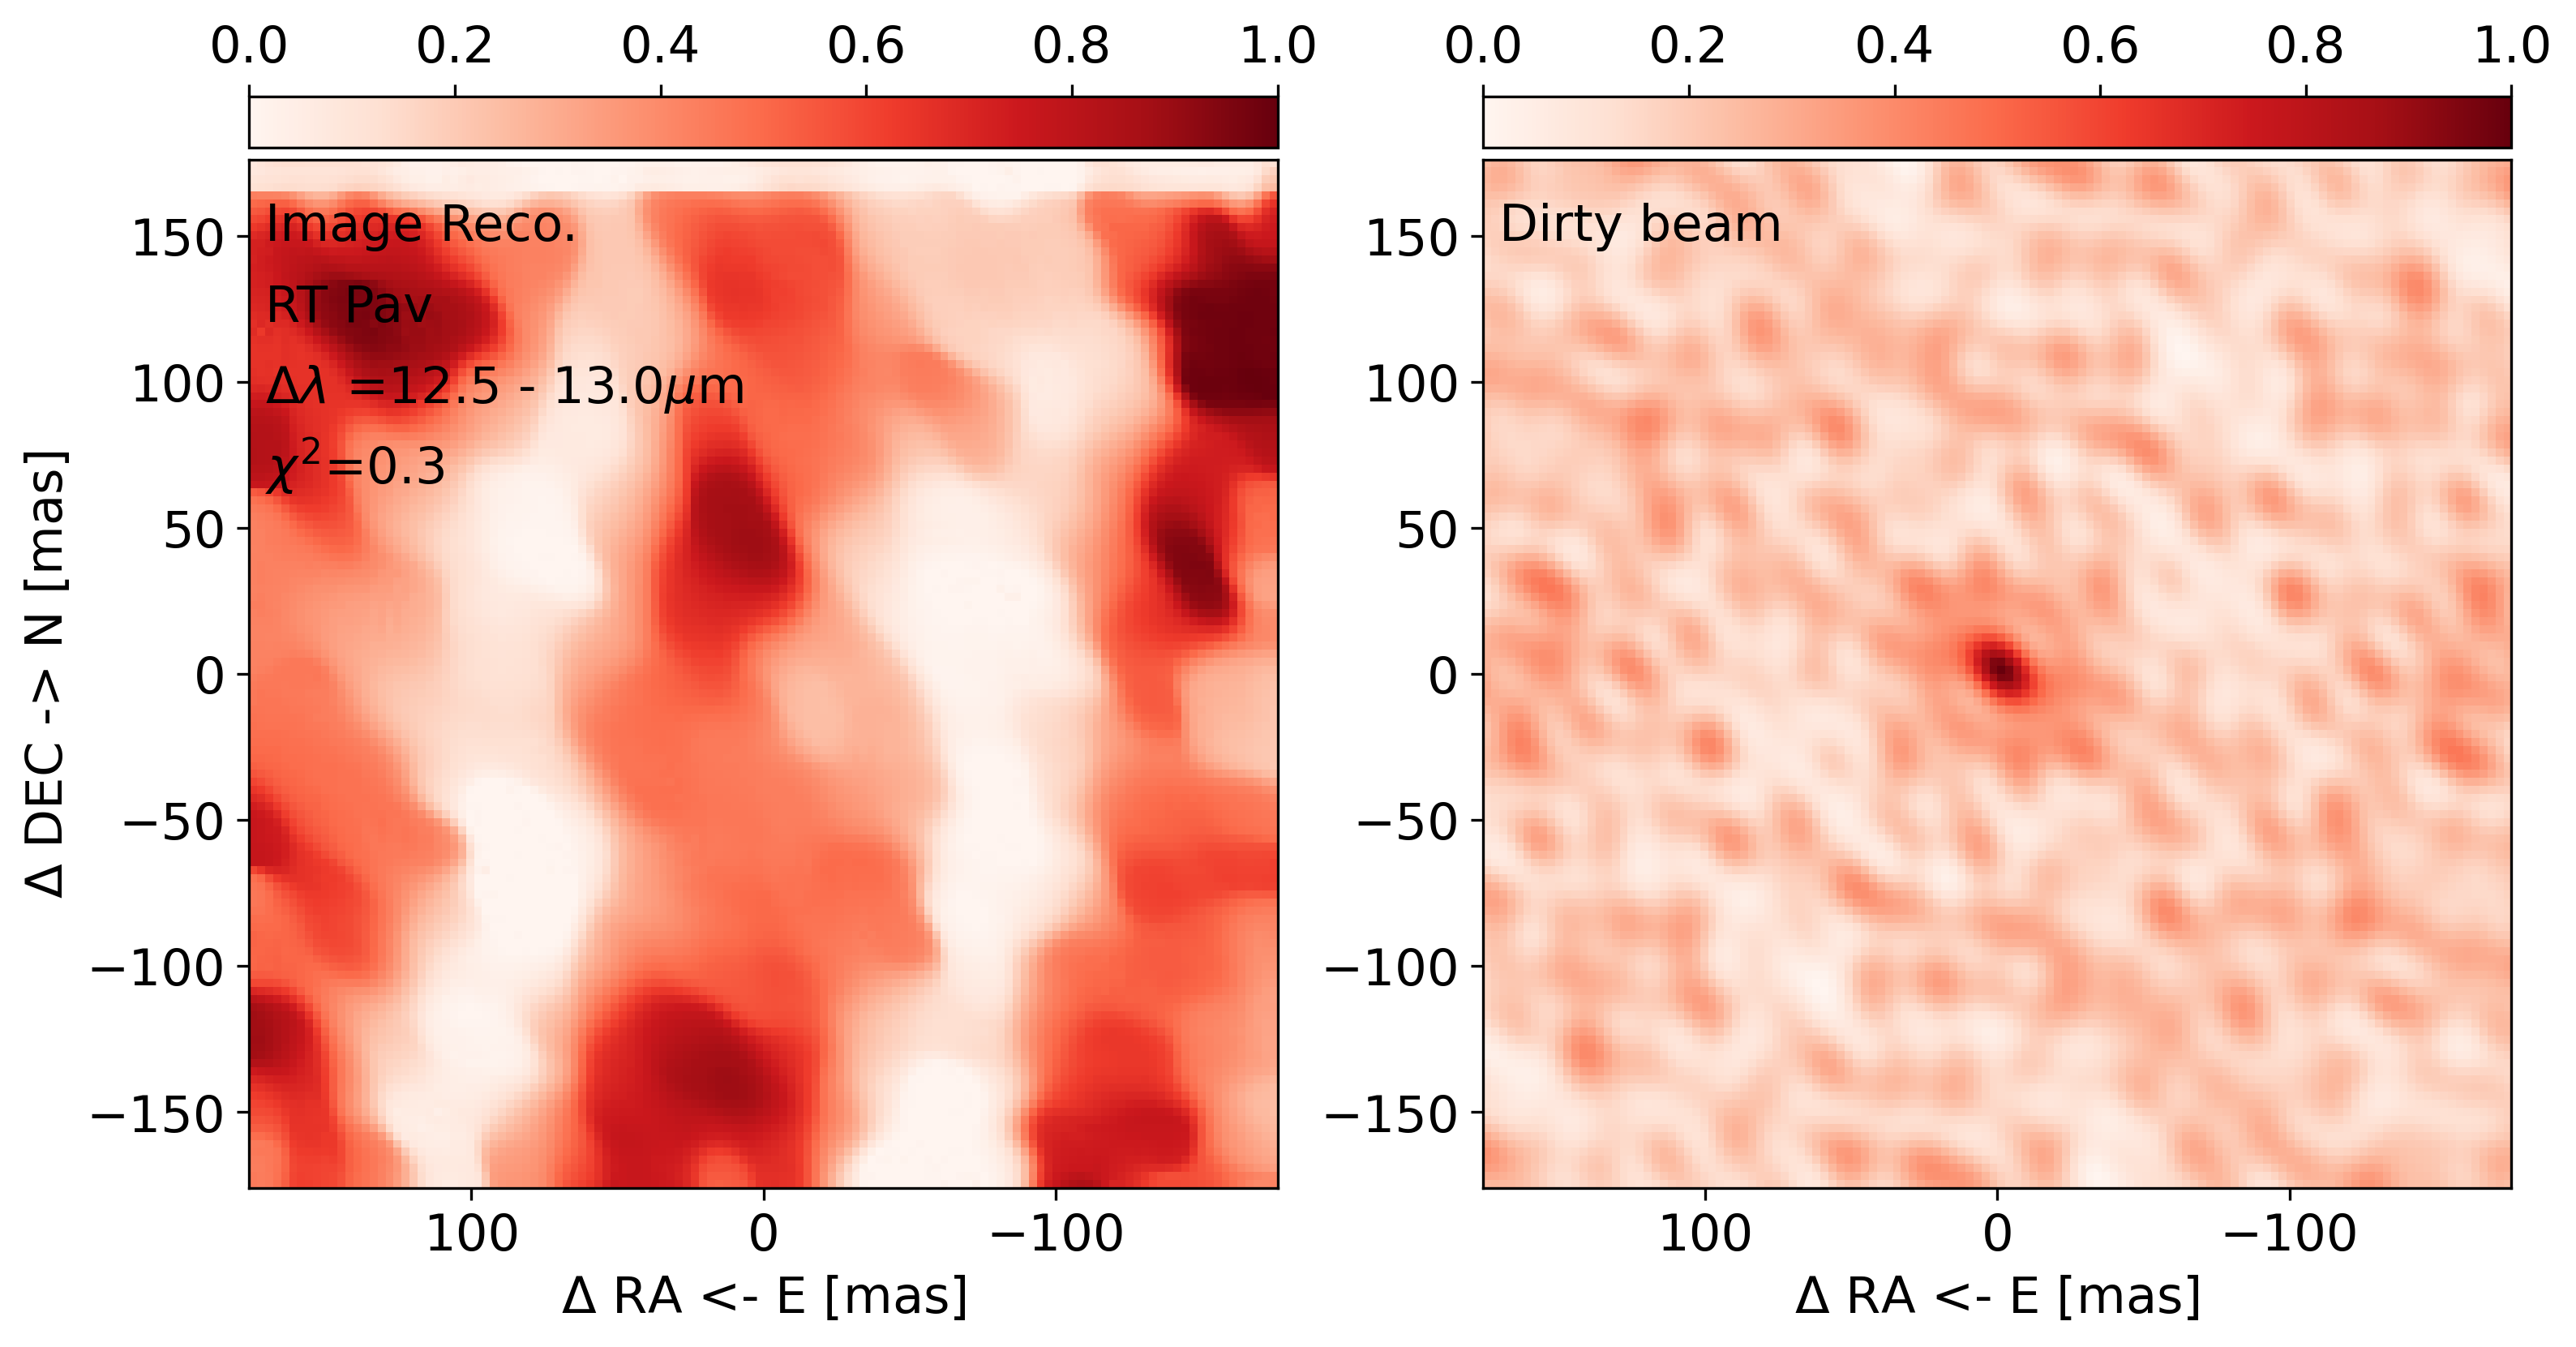 0.0 0.2 0.4 0.6 0.8 1.0
0.0 0.2 0.4 0.6 0.8 1.0
Image Reco.
RT Pav
Δλ =12.5 - 13.0μm
χ²=0.3
150
100
50
0
−50
−100
−150
Δ DEC -> N [mas]
100 0 −100
Δ RA <- E [mas]
Dirty beam
150
100
50
0
−50
−100
−150
100 0 −100
Δ RA <- E [mas]